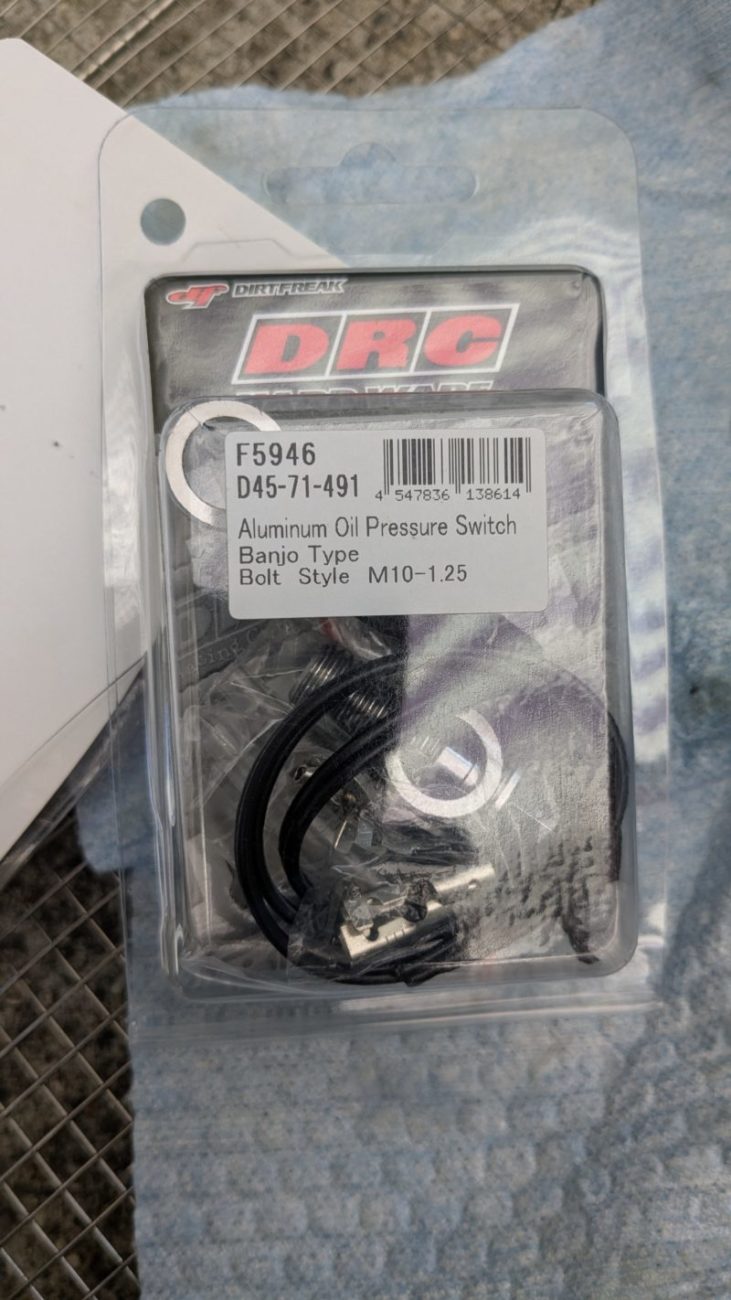 DIRTFREAK
DRC
HARDWARE
F5946
D45-71-491
4 547836 138614
Aluminum Oil Pressure Switch
Banjo Type
Bolt Style M10-1.25